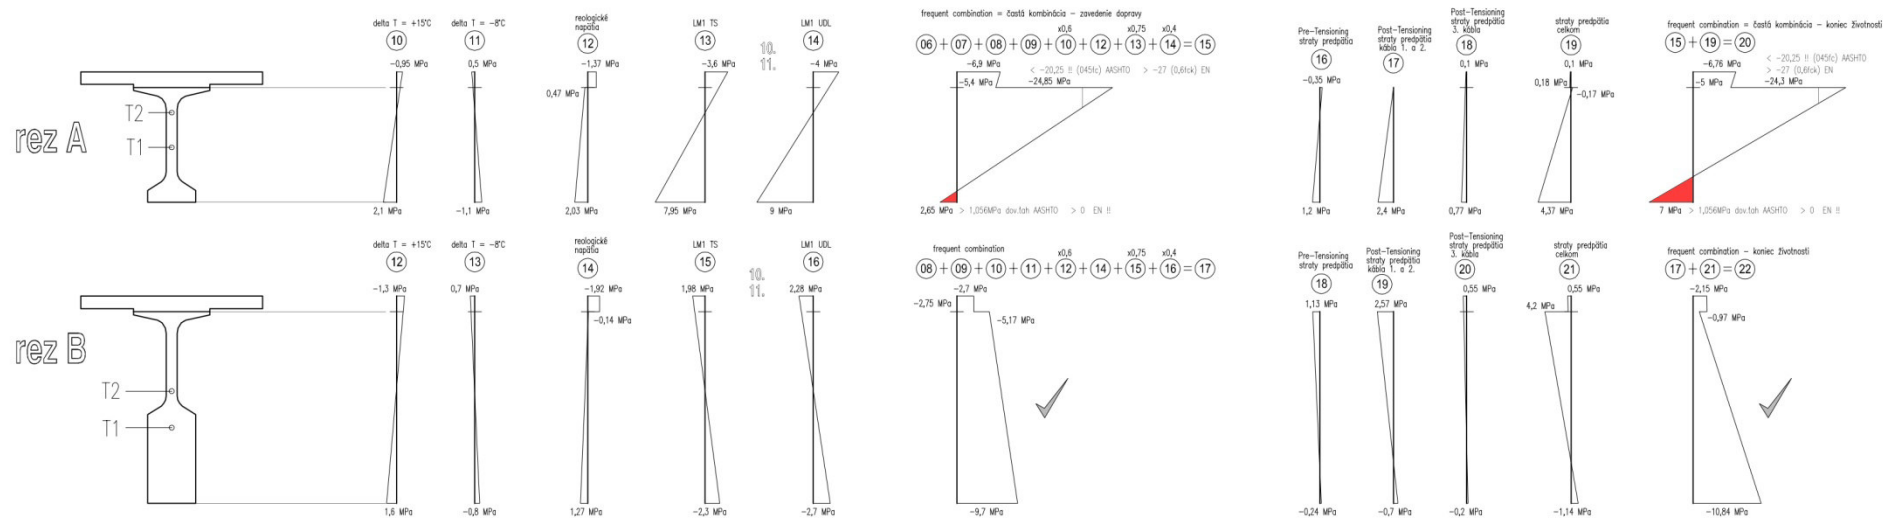 delta T = +15°C
10
-0,95 MPa
2,1 MPa
delta T = -8°C
11
0,5 MPa
-1,1 MPa
reologické
napätia
12
-1,37 MPa
0,47 MPa
2,03 MPa
LM1 TS
13
-3,6 MPa
7,95 MPa
10.
11.
LM1 UDL
14
-4 MPa
9 MPa
rez A
T2
T1
frequent combination = častá kombinácia - zavedenie dopravy
x0,6 x0,75 x0,4
06 + 07 + 08 + 09 + 10 + 12 + 13 + 14 = 15
-6,9 MPa
< -20,25 !! (045fc) AASHTO > -27 (0,6fck) EN
-5,4 MPa
-24,85 MPa
2,65 MPa > 1,056MPa dov.tah AASHTO > 0 EN !!
Pre-Tensioning
straty predpätia
16
-0,35 MPa
1,2 MPa
Post-Tensioning
straty predpätia
kábla 1. a 2.
17
2,4 MPa
Post-Tensioning
straty predpätia
3. kábla
18
0,1 MPa
0,77 MPa
straty predpätia
celkom
19
0,1 MPa
0,18 MPa
-0,17 MPa
4,37 MPa
frequent combination = častá kombinácia - koniec životnosti
15 + 19 = 20
< -20,25 !! (045fc) AASHTO
> -27 (0,6fck) EN
-6,76 MPa
-5 MPa
-24,3 MPa
7 MPa > 1,056MPa dov.tah AASHTO > 0 EN !!
delta T = +15°C
12
-1,3 MPa
1,6 MPa
delta T = -8°C
13
0,7 MPa
-0,8 MPa
reologické
napätia
14
-1,92 MPa
-0,14 MPa
1,27 MPa
LM1 TS
15
1,98 MPa
-2,3 MPa
10.
11.
LM1 UDL
16
2,28 MPa
-2,7 MPa
rez B
T2
T1
frequent combination
x0,6 x0,75 x0,4
08 + 09 + 10 + 11 + 12 + 14 + 15 + 16 = 17
-2,7 MPa
-2,75 MPa
-5,17 MPa
-9,7 MPa
Pre-Tensioning
straty predpätia
18
1,13 MPa
-0,24 MPa
Post-Tensioning
straty predpätia
kábla 1. a 2.
19
2,57 MPa
-0,7 MPa
Post-Tensioning
straty predpätia
3. kábla
20
0,55 MPa
-0,2 MPa
straty predpätia
celkom
21
0,55 MPa
4,2 MPa
-1,14 MPa
frequent combination - koniec životnosti
17 + 21 = 22
-2,15 MPa
-0,97 MPa
-10,84 MPa